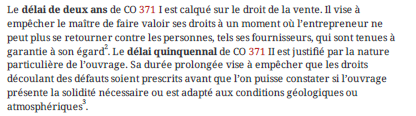 Le délai de deux ans de CO 371 I est calqué sur le droit de la vente. Il vise à
empêcher le maître de faire valoir ses droits à un moment où l'entrepreneur ne
peut plus se retourner contre les personnes, tels ses fournisseurs, qui sont tenues à
garantie à son égard². Le délai quinquennal de CO 371 II est justifié par la nature
particulière de l'ouvrage. Sa durée prolongée vise à empêcher que les droits
découlant des défauts soient prescrits avant que l'on puisse constater si l'ouvrage
présente la solidité nécessaire ou est adapté aux conditions géologiques ou
atmosphériques³.